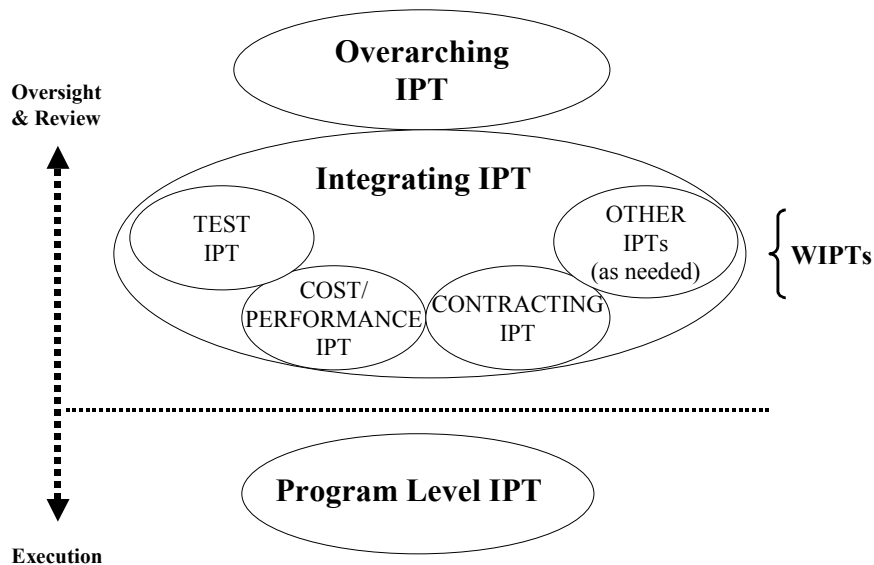 Overarching
IPT
Oversight
& Review
Integrating IPT
TEST
IPT
OTHER
IPTs
(as needed)
WIPTs
COST/
PERFORMANCE
IPT
CONTRACTING
IPT
Program Level IPT
Execution